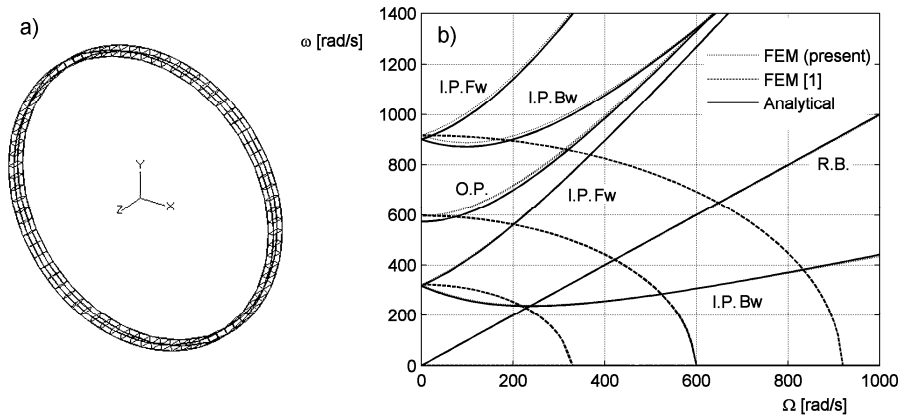 a)
Y
Z
X
ω [rad/s]
b)
1400
1200
1000
800
600
400
200
0
I.P. Fw
I.P. Bw
FEM (present)
FEM [1]
Analytical
R.B.
O.P.
I.P. Fw
I.P. Bw
0
200
400
600
800
1000
Ω [rad/s]